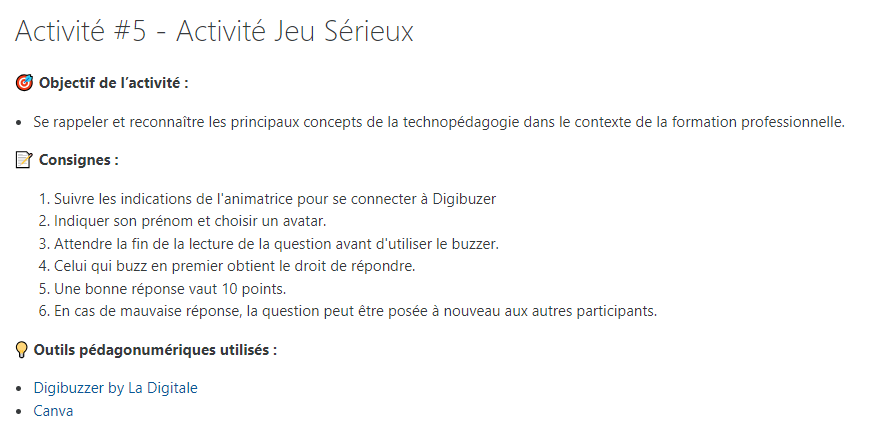 Activité #5 - Activité Jeu Sérieux
🎯 Objectif de l'activité :
• Se rappeler et reconnaître les principaux concepts de la technopédagogie dans le contexte de la formation professionnelle.
📝 Consignes :
1. Suivre les indications de l'animatrice pour se connecter à Digibuzer
2. Indiquer son prénom et choisir un avatar.
3. Attendre la fin de la lecture de la question avant d'utiliser le buzzer.
4. Celui qui buzz en premier obtient le droit de répondre.
5. Une bonne réponse vaut 10 points.
6. En cas de mauvaise réponse, la question peut être posée à nouveau aux autres participants.
💡 Outils pédagonumériques utilisés :
• Digibuzzer by La Digitale
• Canva